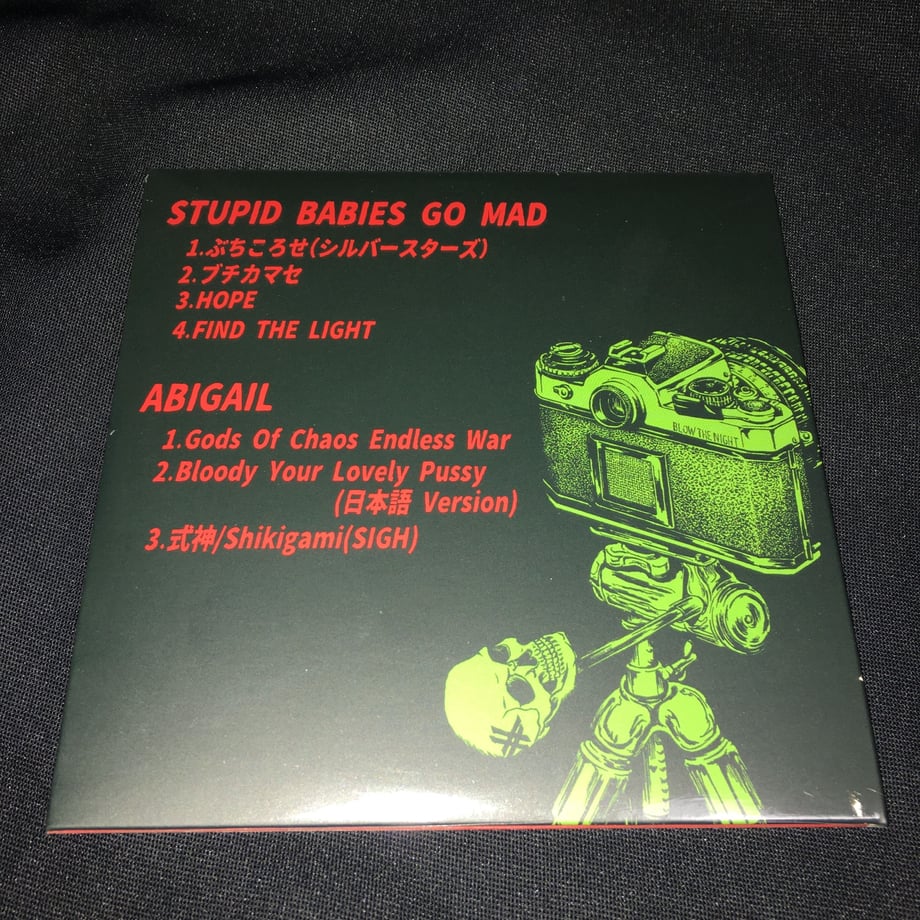 STUPID BABIES GO MAD
1.ぶちころせ(シルバースターズ)
2.ブチカマセ
3.HOPE
4.FIND THE LIGHT
ABIGAIL
1.Gods Of Chaos Endless War
2.Bloody Your Lovely Pussy
(日本語 Version)
3.式神/Shikigami(SIGH)
BLOW THE NIGHT